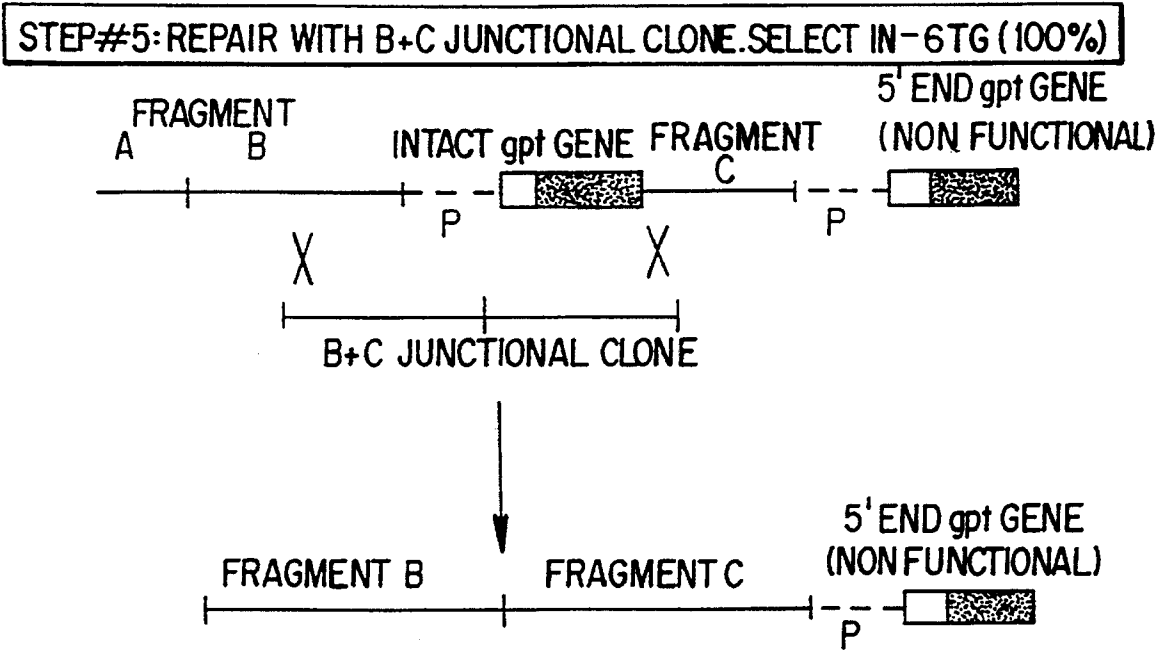 STEP#5: REPAIR WITH B+C JUNCTIONAL CLONE. SELECT IN-6TG (100%)
5' END gpt GENE
(NON FUNCTIONAL)
FRAGMENT
A B
INTACT gpt GENE
FRAGMENT
C
P
P
X X
B+C JUNCTIONAL CLONE
5' END gpt GENE
(NON FUNCTIONAL)
FRAGMENT B
FRAGMENT C
P